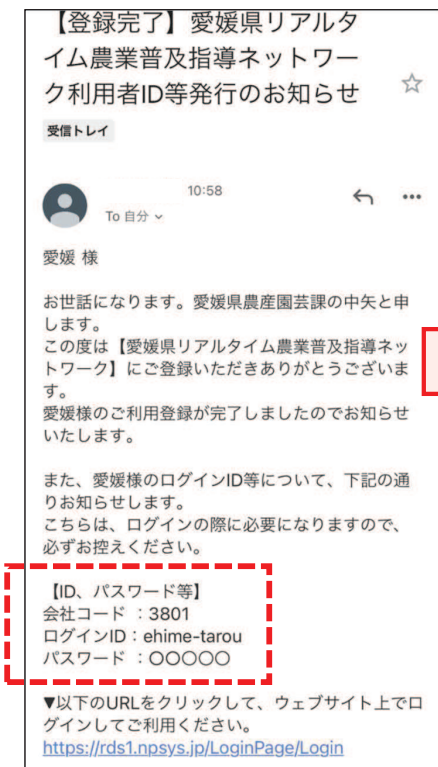 【登録完了】愛媛県リアルタ
イム農業普及指導ネットワー
ク利用者ID等発行のお知らせ
受信トレイ
10:58
To 自分
愛媛 様
お世話になります。愛媛県農産園芸課の中矢と申
します。
この度は【愛媛県リアルタイム農業普及指導ネッ
トワーク】にご登録いただきありがとうございま
す。
愛媛様のご利用登録が完了しましたのでお知らせ
いたします。
また、愛媛様のログインID等について、下記の通
りお知らせします。
こちらは、ログインの際に必要になりますので、
必ずお控えください。
【ID、パスワード等】
会社コード ：3801
ログインID：ehime-tarou
パスワード ：〇〇〇〇〇
▼以下のURLをクリックして、ウェブサイト上でロ
グインしてご利用ください。
https://rds1.npsys.jp/LoginPage/Login